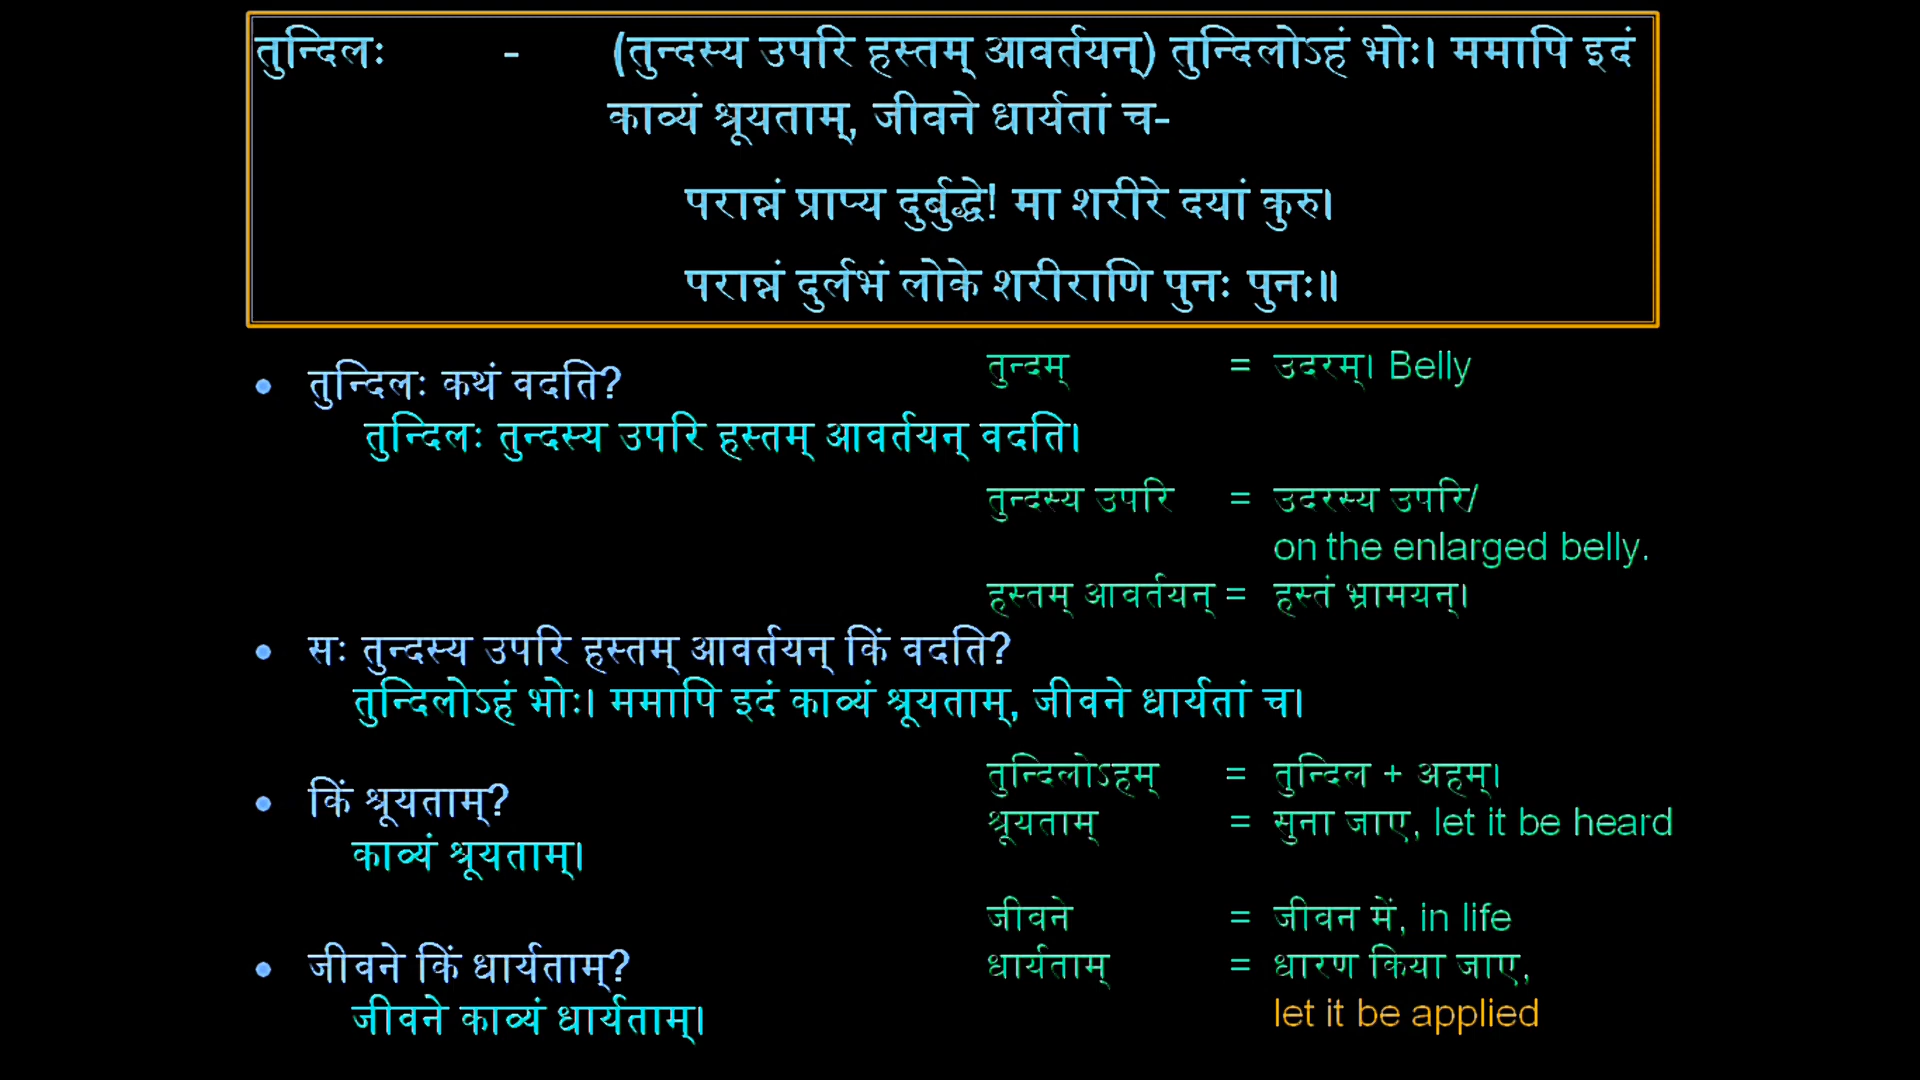 तुन्दिलः - (तुन्दस्य उपरि हस्तम् आवर्तयन्) तुन्दिलोऽहं भोः। ममापि इदं
काव्यं श्रूयताम्, जीवने धार्यतां च-
परान्नं प्राप्य दुर्बुद्धे! मा शरीरे दयां कुरु।
परान्नं दुर्लभं लोके शरीराणि पुनः पुनः॥
• तुन्दिलः कथं वदति?
तुन्दम् = उदरम्। Belly
तुन्दिलः तुन्दस्य उपरि हस्तम् आवर्तयन् वदति।
तुन्दस्य उपरि = उदरस्य उपरि/
on the enlarged belly.
हस्तम् आवर्तयन् = हस्तं भ्रामयन्।
• सः तुन्दस्य उपरि हस्तम् आवर्तयन् किं वदति?
तुन्दिलोऽहं भोः। ममापि इदं काव्यं श्रूयताम्, जीवने धार्यतां च।
तुन्दिलोऽहम् = तुन्दिल + अहम्।
• किं श्रूयताम्?
श्रूयताम् = सुना जाए, let it be heard
काव्यं श्रूयताम्।
जीवने = जीवन में, in life
• जीवने किं धार्यताम्?
धार्यताम् = धारण किया जाए,
let it be applied
जीवने काव्यं धार्यताम्।